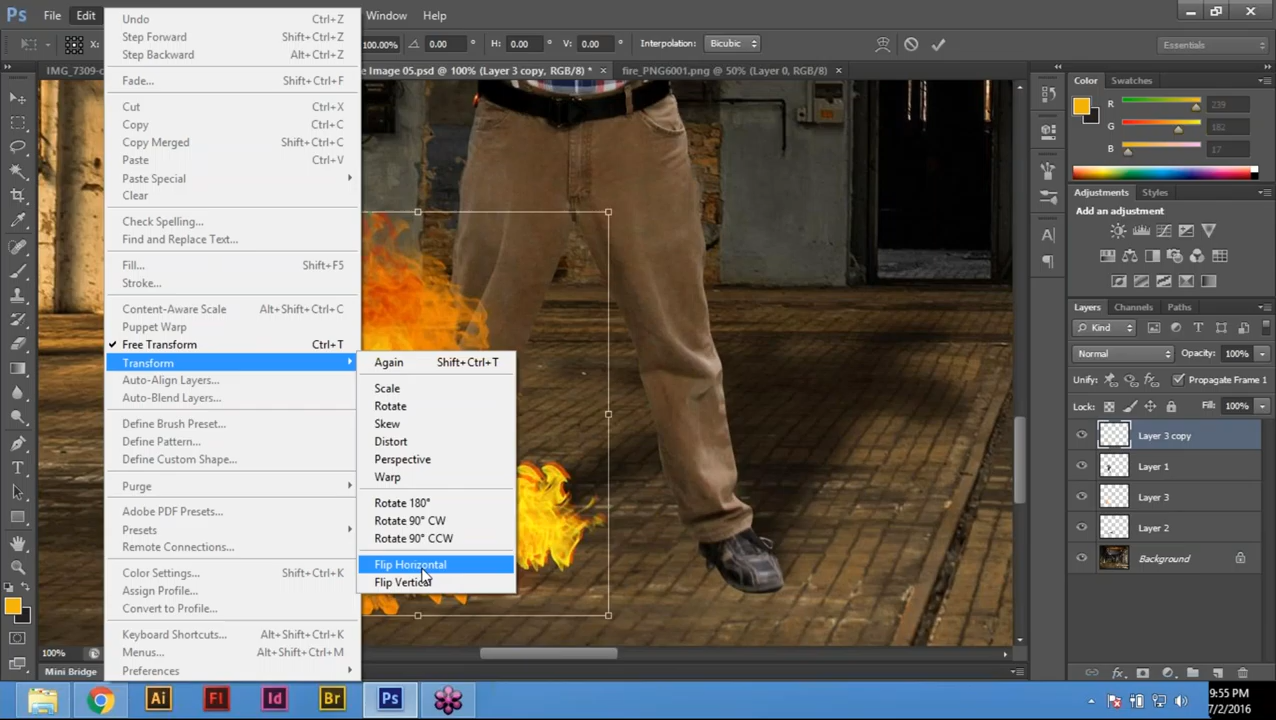 Ps File Edit Window Help
X: 100.00% 0.00 ° H: 0.00 ° V: 0.00 ° Interpolation: Bicubic Essentials
IMG_7309- e Image 05.psd @ 100% (Layer 3 copy, RGB/8) * × fire_PNG6001.png @ 50% (Layer 0, RGB/8) ×
Undo Ctrl+Z
Step Forward Shift+Ctrl+Z
Step Backward Alt+Ctrl+Z
Fade... Shift+Ctrl+F
Cut Ctrl+X
Copy Ctrl+C
Copy Merged Shift+Ctrl+C
Paste Ctrl+V
Paste Special
Clear
Check Spelling...
Find and Replace Text...
Fill... Shift+F5
Stroke...
Content-Aware Scale Alt+Shift+Ctrl+C
Puppet Warp
Free Transform Ctrl+T
Transform
Auto-Align Layers...
Auto-Blend Layers...
Define Brush Preset...
Define Pattern...
Define Custom Shape...
Purge
Adobe PDF Presets...
Presets
Remote Connections...
Color Settings... Shift+Ctrl+K
Assign Profile...
Convert to Profile...
Keyboard Shortcuts... Alt+Shift+Ctrl+K
Menus... Alt+Shift+Ctrl+M
Preferences
Again Shift+Ctrl+T
Scale
Rotate
Skew
Distort
Perspective
Warp
Rotate 180°
Rotate 90° CW
Rotate 90° CCW
Flip Horizontal
Flip Vertical
Color Swatches
R 239
G 182
B 17
Adjustments Styles
Add an adjustment
Layers Channels Paths
Kind
Normal Opacity: 100%
Unify: Propagate Frame 1
Lock: Fill: 100%
Layer 3 copy
Layer 1
Layer 3
Layer 2
Background
100%
Mini Bridge
Ai Fl Id Br Ps
9:55 PM
7/2/2016